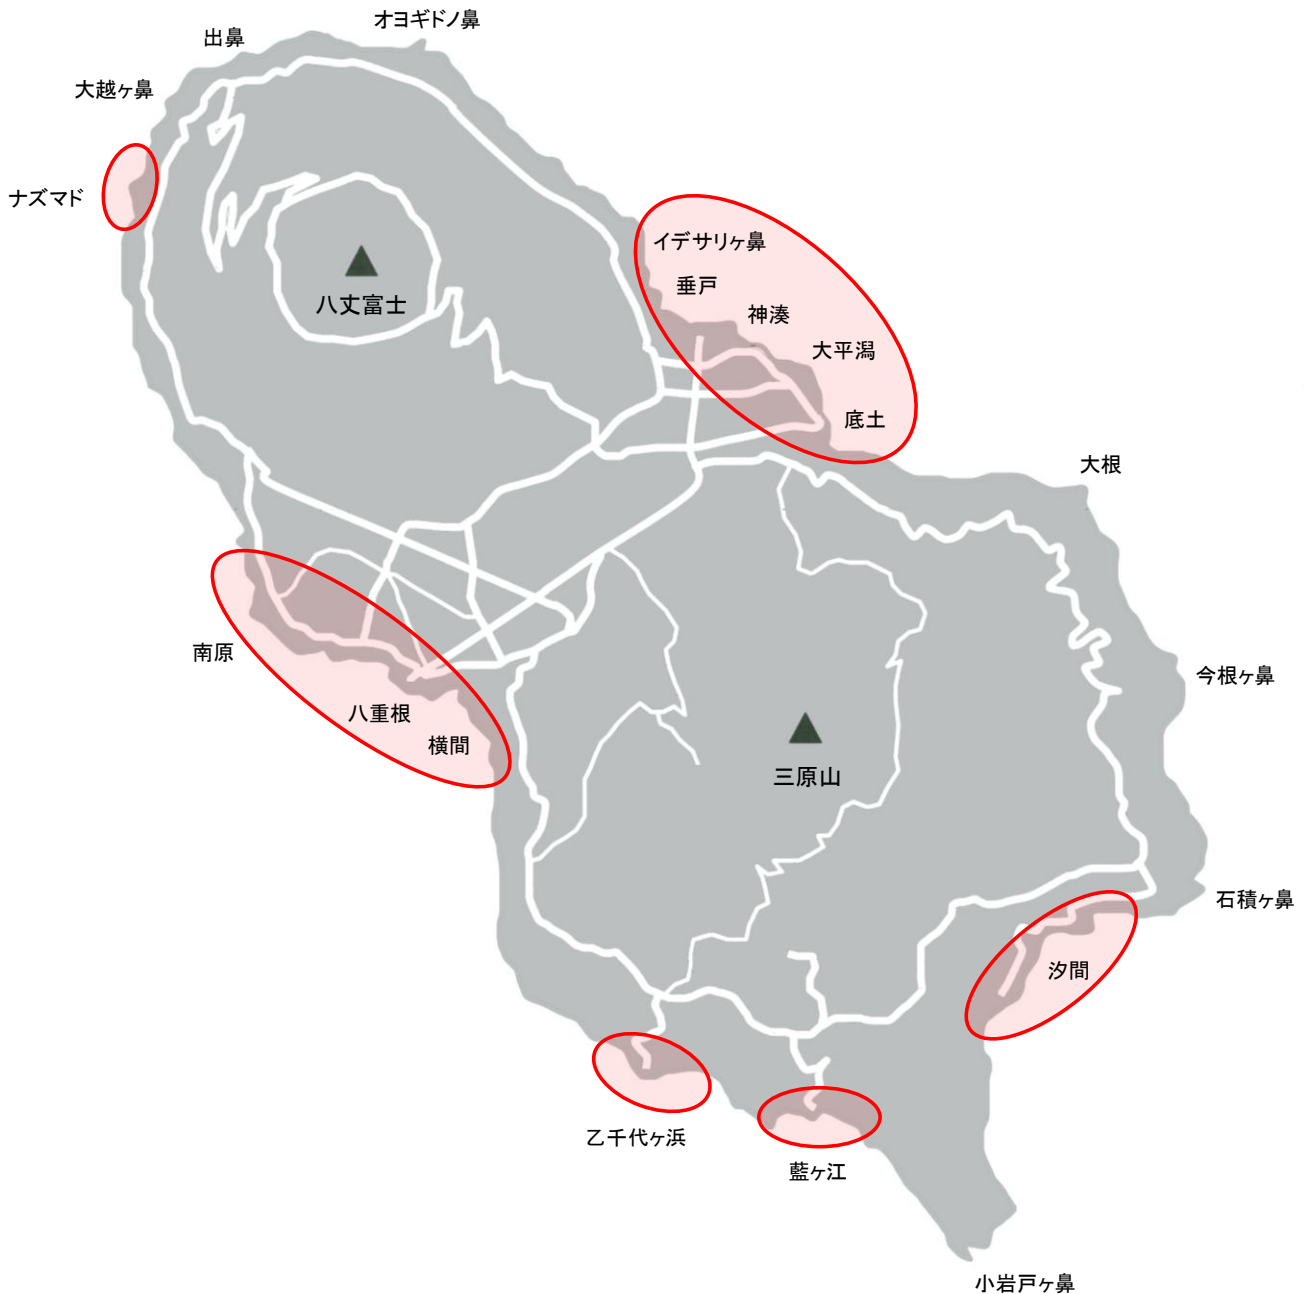 オヨギドノ鼻
出鼻
大越ヶ鼻
ナズマド
イデサリヶ鼻
垂戸
神湊
八丈富士
大平潟
底土
大根
南原
今根ヶ鼻
八重根
横間
三原山
石積ヶ鼻
汐間
乙千代ヶ浜
藍ヶ江
小岩戸ヶ鼻